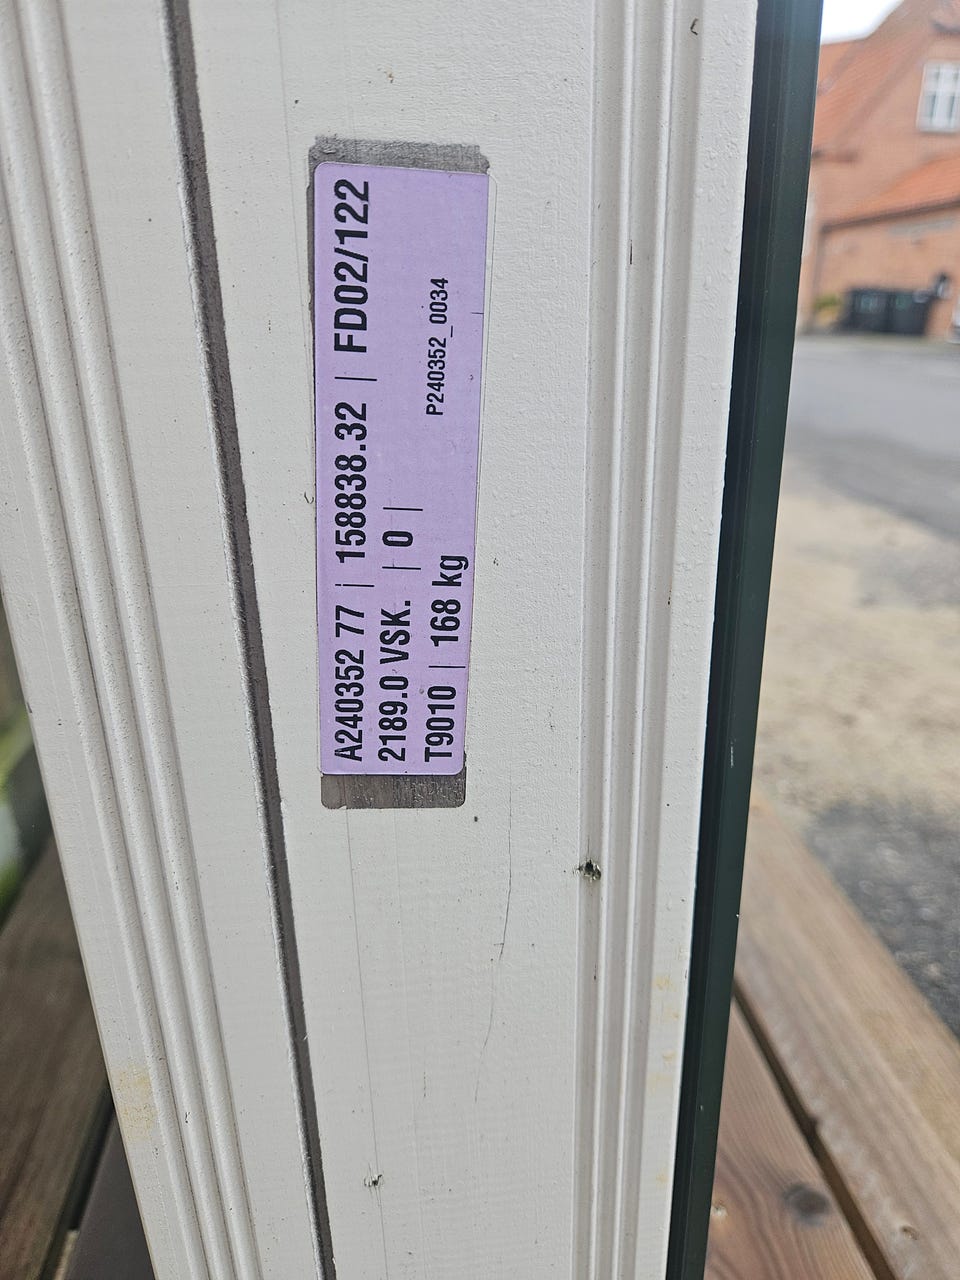 A240352 77 | 158838.32 | FD02/122
2189.0 VSK. | 0 |
T9010 | 168 kg
P240352_0034